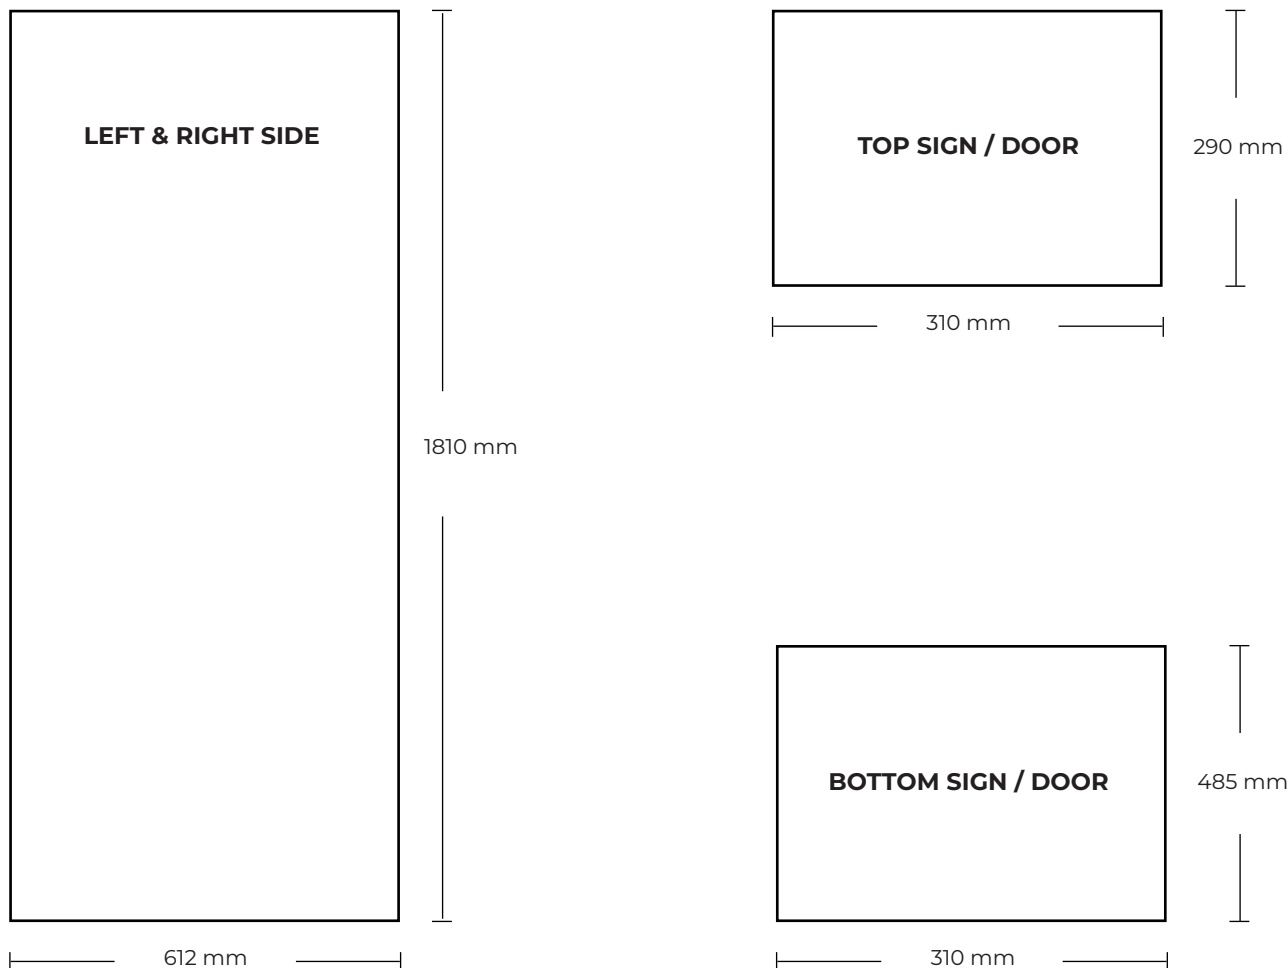 LEFT & RIGHT SIDE
1810 mm
612 mm
TOP SIGN / DOOR
290 mm
310 mm
BOTTOM SIGN / DOOR
485 mm
310 mm